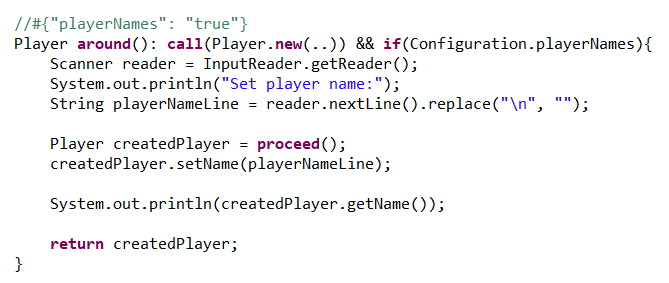 //#{"playerNames": "true"}
Player around(): call(Player.new(..)) && if(Configuration.playerNames){
    Scanner reader = InputReader.getReader();
    System.out.println("Set player name:");
    String playerNameLine = reader.nextLine().replace("\n", "");

    Player createdPlayer = proceed();
    createdPlayer.setName(playerNameLine);

    System.out.println(createdPlayer.getName());

    return createdPlayer;
}